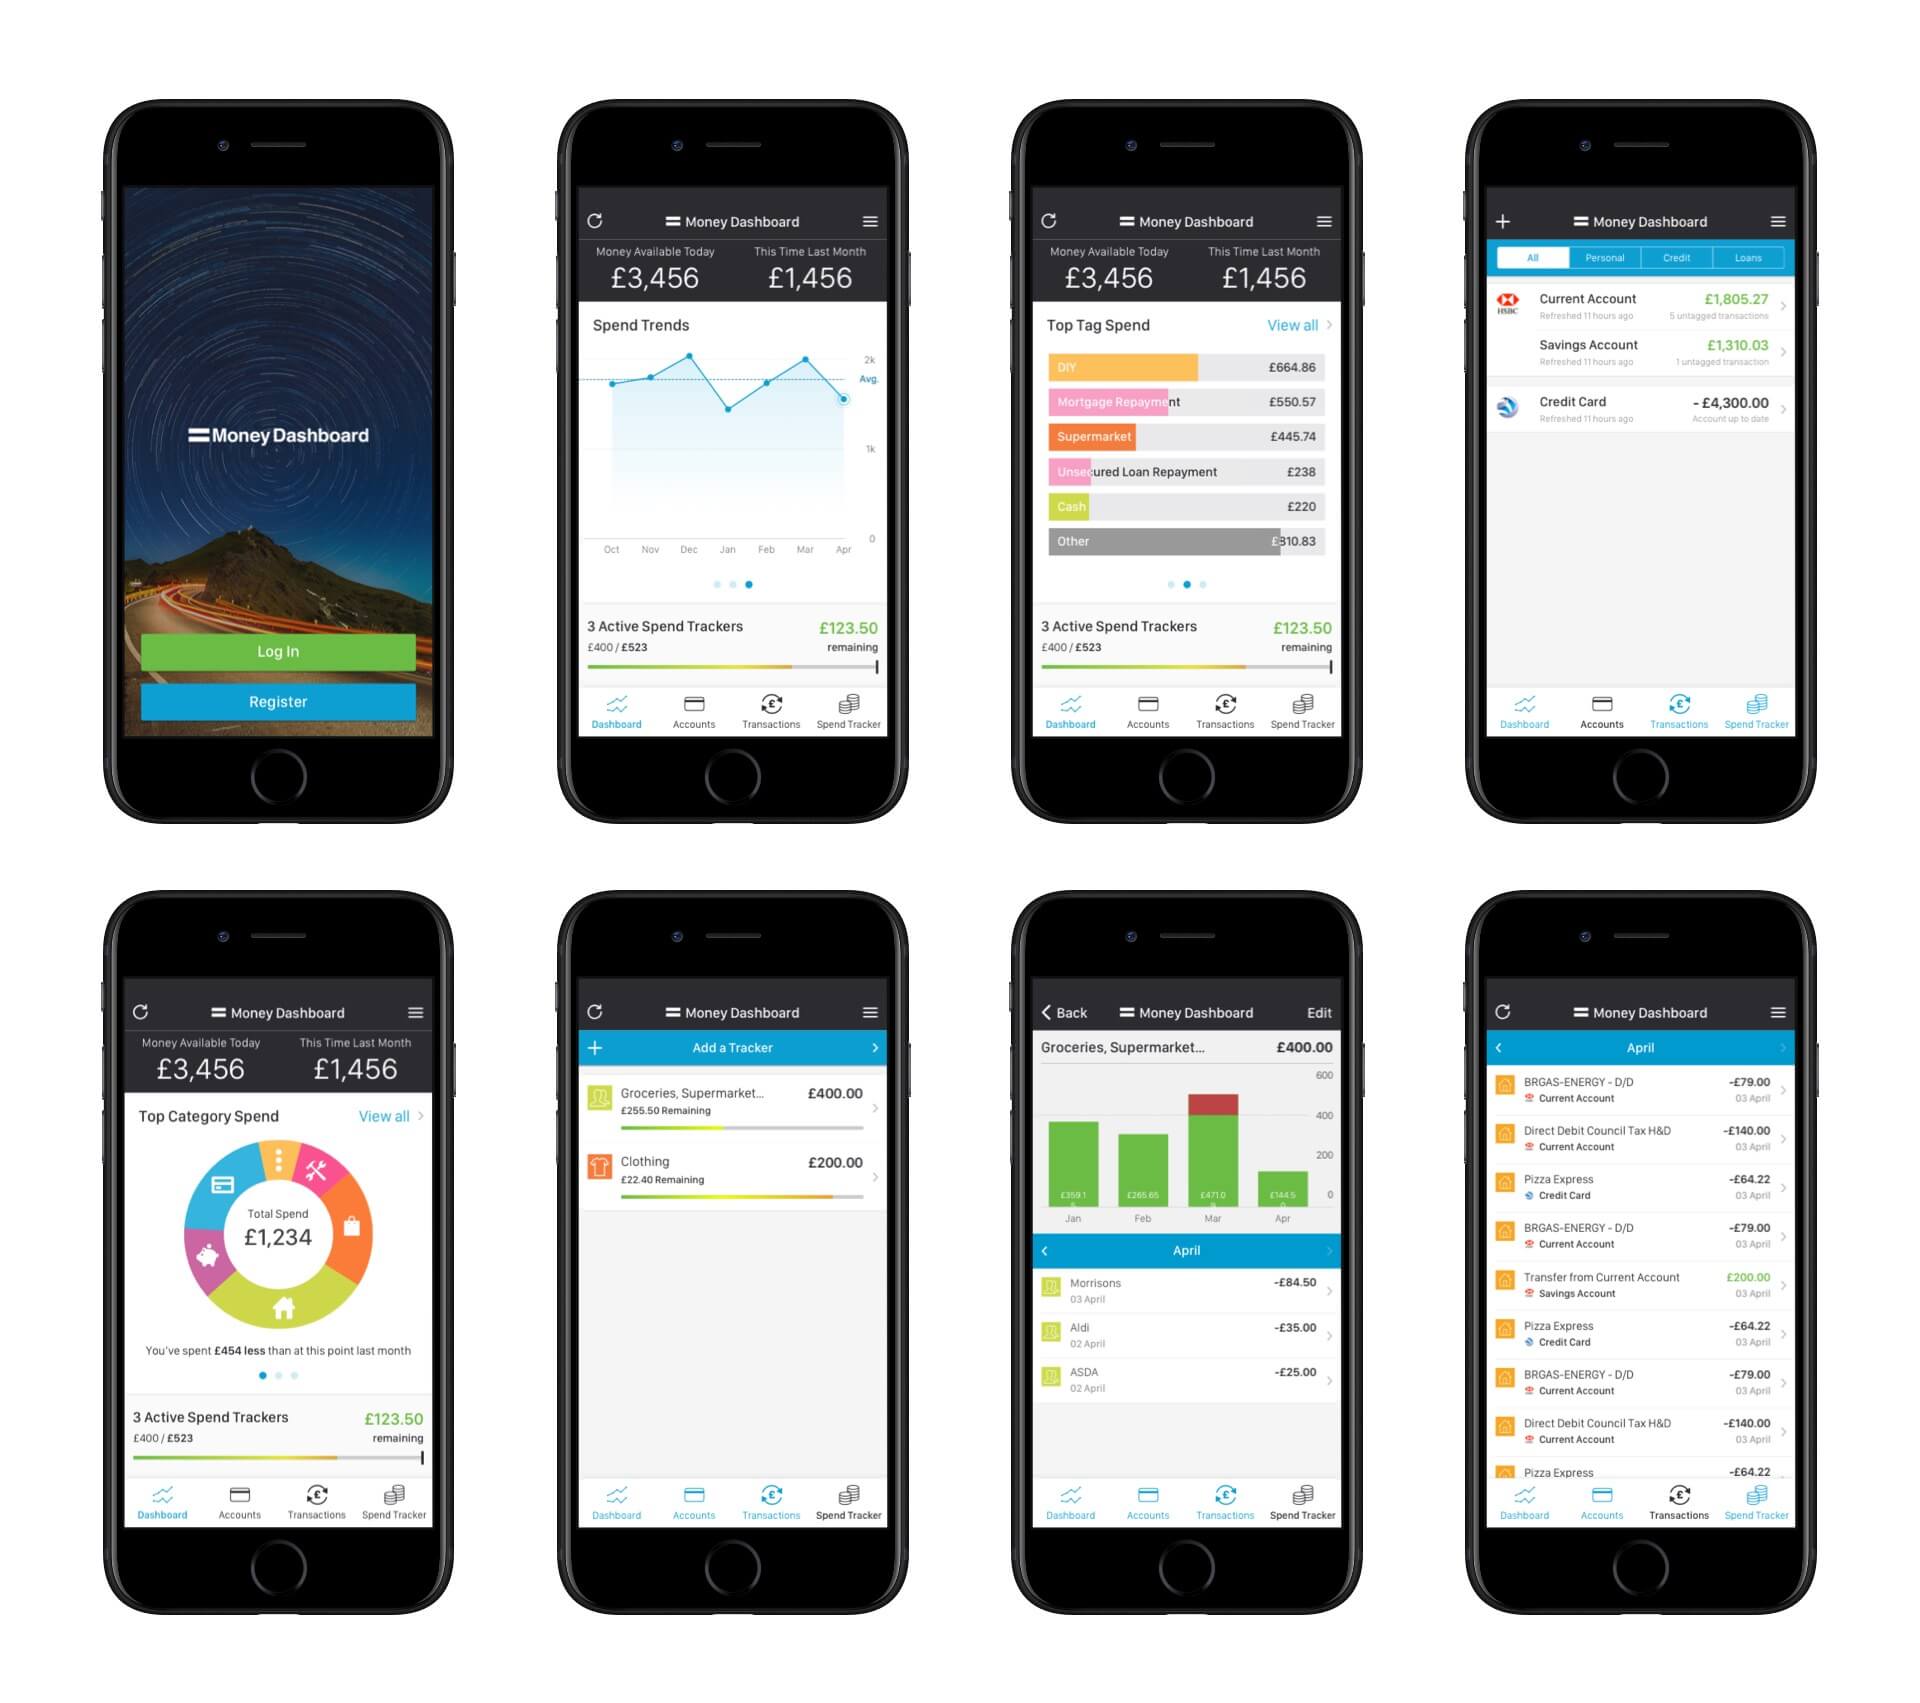 Money Dashboard
Log In
Register
Money Dashboard
Money Available Today
This Time Last Month
£3,456
£1,456
Spend Trends
2k
Avg.
1k
0
Oct Nov Dec Jan Feb Mar Apr
3 Active Spend Trackers
£123.50
£400 / £523
remaining
Dashboard Accounts Transactions Spend Tracker
Money Dashboard
Money Available Today
This Time Last Month
£3,456
£1,456
Top Tag Spend
View all
DIY £664.86
Mortgage Repayment £550.57
Supermarket £445.74
Unsecured Loan Repayment £238
Cash £220
Other £810.83
3 Active Spend Trackers
£123.50
£400 / £523
remaining
Dashboard Accounts Transactions Spend Tracker
Money Dashboard
All Personal Credit Loans
HSBC
Current Account £1,805.27
Refreshed 11 hours ago 5 untagged transactions
Savings Account £1,310.03
Refreshed 11 hours ago 1 untagged transaction
Credit Card - £4,300.00
Refreshed 11 hours ago Account up to date
Dashboard Accounts Transactions Spend Tracker
Money Dashboard
Money Available Today
This Time Last Month
£3,456
£1,456
Top Category Spend
View all
Total Spend
£1,234
You've spent £454 less than at this point last month
3 Active Spend Trackers
£123.50
£400 / £523
remaining
Dashboard Accounts Transactions Spend Tracker
Money Dashboard
Add a Tracker
Groceries, Supermarket... £400.00
£255.50 Remaining
Clothing £200.00
£22.40 Remaining
Dashboard Accounts Transactions Spend Tracker
Back Money Dashboard Edit
Groceries, Supermarket... £400.00
600
400
200
0
£359.1 £265.65 £471.0 £144.5
Jan Feb Mar Apr
April
Morrisons -£84.50
03 April
Aldi -£35.00
02 April
ASDA -£25.00
02 April
Dashboard Accounts Transactions Spend Tracker
Money Dashboard
April
BRGAS-ENERGY - D/D -£79.00
Current Account 03 April
Direct Debit Council Tax H&D -£140.00
Current Account 03 April
Pizza Express -£64.22
Credit Card 03 April
BRGAS-ENERGY - D/D -£79.00
Current Account 03 April
Transfer from Current Account £200.00
Savings Account 03 April
Pizza Express -£64.22
Credit Card 03 April
BRGAS-ENERGY - D/D -£79.00
Current Account 03 April
Direct Debit Council Tax H&D -£140.00
Current Account 03 April
Pizza Express -£64.22
Dashboard Accounts Transactions Spend Tracker